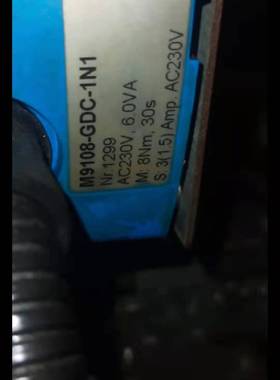 M9108-GDC-1N1
Nr 1299
AC230V, 6.0VA
M: 8Nm, 30s
S: 3(1.5) Amp. AC230V